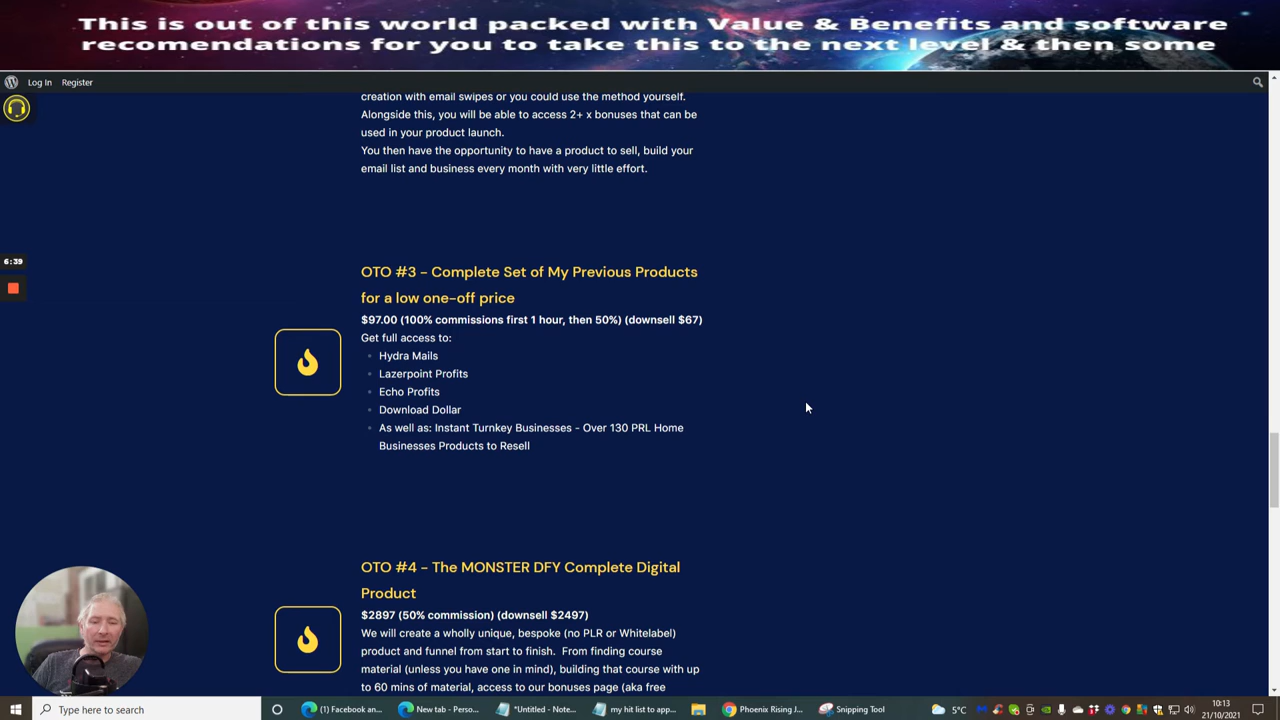 This is out of this world packed with Value & Benefits and software
recomendations for you to take this to the next level & then some
Log In Register
creation with email swipes or you could use the method yourself.
Alongside this, you will be able to access 2+ x bonuses that can be
used in your product launch.
You then have the opportunity to have a product to sell, build your
email list and business every month with very little effort.
6:39
OTO #3 - Complete Set of My Previous Products
for a low one-off price
$97.00 (100% commissions first 1 hour, then 50%) (downsell $67)
Get full access to:
Hydra Mails
Lazerpoint Profits
Echo Profits
Download Dollar
As well as: Instant Turnkey Businesses - Over 130 PRL Home
Businesses Products to Resell
OTO #4 - The MONSTER DFY Complete Digital
Product
$2897 (50% commission) (downsell $2497)
We will create a wholly unique, bespoke (no PLR or Whitelabel)
product and funnel from start to finish. From finding course
material (unless you have one in mind), building that course with up
to 60 mins of material, access to our bonuses page (aka free
Type here to search
(1) Facebook an...
New tab - Perso...
*Untitled - Note...
my hit list to app...
Phoenix Rising J...
Snipping Tool
5°C
10:13
21/10/2021